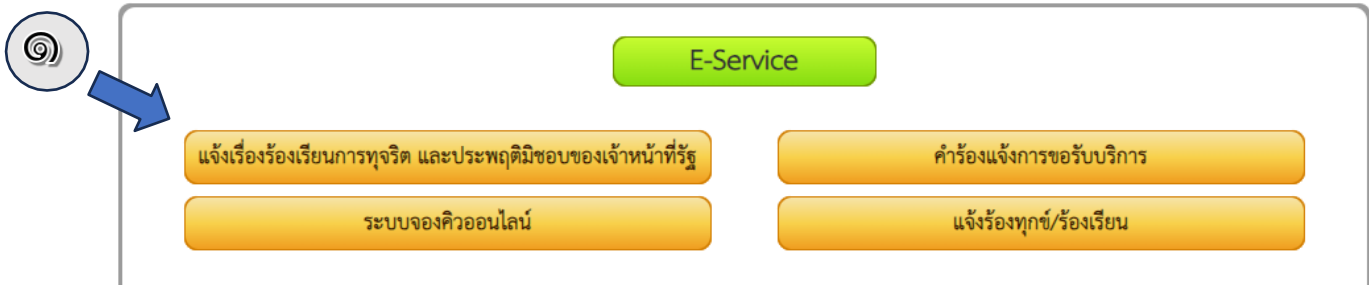 ๑
E-Service
แจ้งเรื่องร้องเรียนการทุจริต และประพฤติมิชอบของเจ้าหน้าที่รัฐ
คำร้องแจ้งการขอรับบริการ
ระบบจองคิวออนไลน์
แจ้งร้องทุกข์/ร้องเรียน